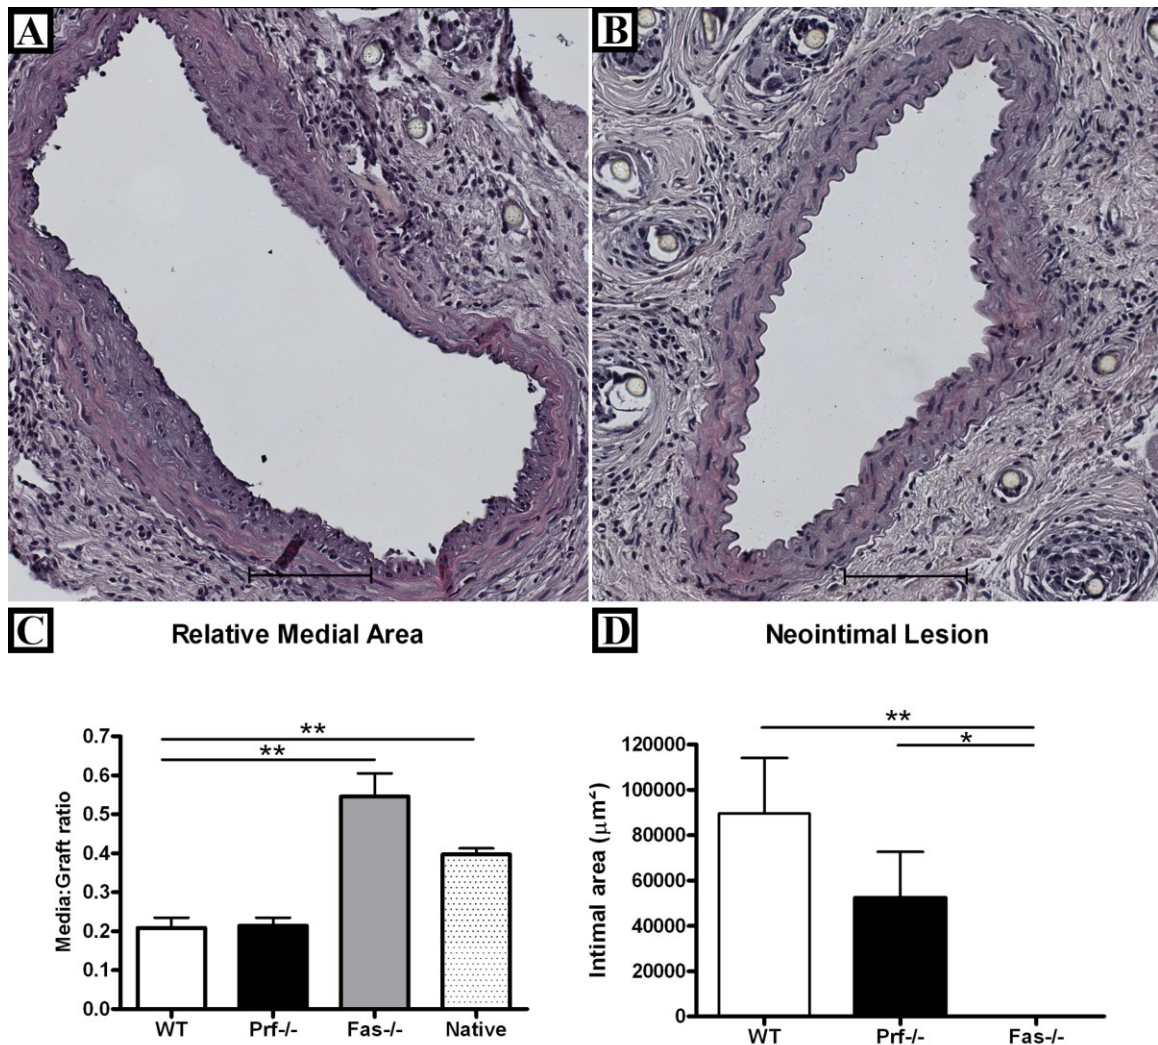 A
B
C
Relative Medial Area
**
**
Media:Graft ratio
0.7
0.6
0.5
0.4
0.3
0.2
0.1
0.0
WT Prf-/- Fas-/- Native
D
Neointimal Lesion
**
*
Intimal area (μm²)
120000
100000
80000
60000
40000
20000
0
WT Prf-/- Fas-/-